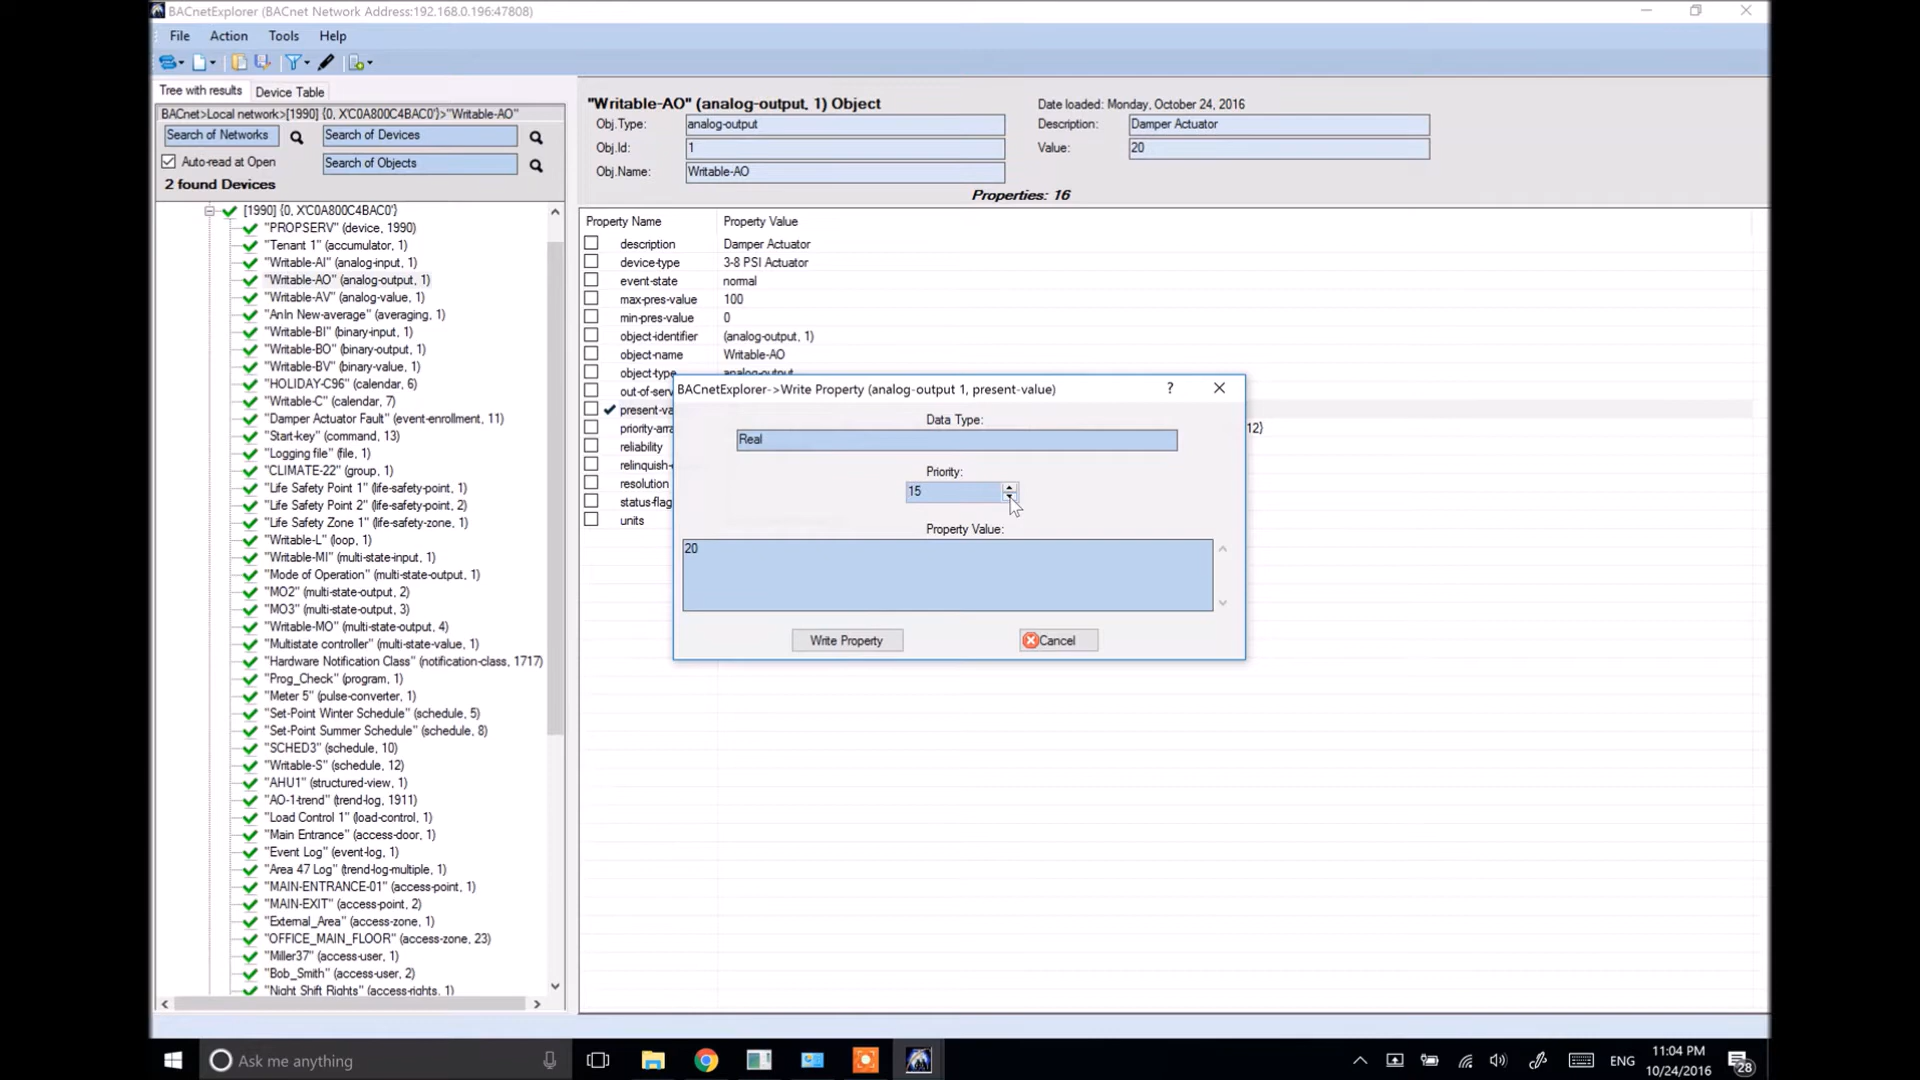 BACnetExplorer (BACnet Network Address:192.168.0.196:47808)
File Action Tools Help
Tree with results Device Table
BACnet>Local network>[1990] {0, X'C0A800C4BAC0'}>"Writable-AO"
Search of Networks Search of Devices
Auto-read at Open Search of Objects
2 found Devices
[1990] {0, X'C0A800C4BAC0'}
"PROPSERV" (device, 1990)
"Tenant 1" (accumulator, 1)
"Writable-AI" (analog-input, 1)
"Writable-AO" (analog-output, 1)
"Writable-AV" (analog-value, 1)
"AnIn New-average" (averaging, 1)
"Writable-BI" (binary-input, 1)
"Writable-BO" (binary-output, 1)
"Writable-BV" (binary-value, 1)
"HOLIDAY-C96" (calendar, 6)
"Writable-C" (calendar, 7)
"Damper Actuator Fault" (event-enrollment, 11)
"Start-key" (command, 13)
"Logging file" (file, 1)
"CLIMATE-22" (group, 1)
"Life Safety Point 1" (life-safety-point, 1)
"Life Safety Point 2" (life-safety-point, 2)
"Life Safety Zone 1" (life-safety-zone, 1)
"Writable-L" (loop, 1)
"Writable-MI" (multi-state-input, 1)
"Mode of Operation" (multi-state-output, 1)
"MO2" (multi-state-output, 2)
"MO3" (multi-state-output, 3)
"Writable-MO" (multi-state-output, 4)
"Multistate controller" (multi-state-value, 1)
"Hardware Notification Class" (notification-class, 1717)
"Prog_Check" (program, 1)
"Meter 5" (pulse-converter, 1)
"Set-Point Winter Schedule" (schedule, 5)
"Set-Point Summer Schedule" (schedule, 8)
"SCHED3" (schedule, 10)
"Writable-S" (schedule, 12)
"AHU1" (structured-view, 1)
"AO-1-trend" (trend-log, 1911)
"Load Control 1" (load-control, 1)
"Main Entrance" (access-door, 1)
"Event Log" (event-log, 1)
"Area 47 Log" (trend-log-multiple, 1)
"MAIN-ENTRANCE-01" (access-point, 1)
"MAIN-EXIT" (access-point, 2)
"External_Area" (access-zone, 1)
"OFFICE_MAIN_FLOOR" (access-zone, 23)
"Miller37" (access-user, 1)
"Bob_Smith" (access-user, 2)
"Night Shift Rights" (access-rights, 1)
"Writable-AO" (analog-output, 1) Object Date loaded: Monday, October 24, 2016
Obj.Type: analog-output Description: Damper Actuator
Obj.Id: 1 Value: 20
Obj.Name: Writable-AO
Properties: 16
Property Name Property Value
description Damper Actuator
device-type 3-8 PSI Actuator
event-state normal
max-pres-value 100
min-pres-value 0
object-identifier (analog-output, 1)
object-name Writable-AO
object-type analog-output
out-of-serv
present-va
priority-arra 12}
reliability
relinquish-
resolution
status-flag
units
BACnetExplorer->Write Property (analog-output 1, present-value) ?
Data Type:
Real
Priority:
15
Property Value:
20
Write Property Cancel
Ask me anything
ENG 11:04 PM
10/24/2016 28